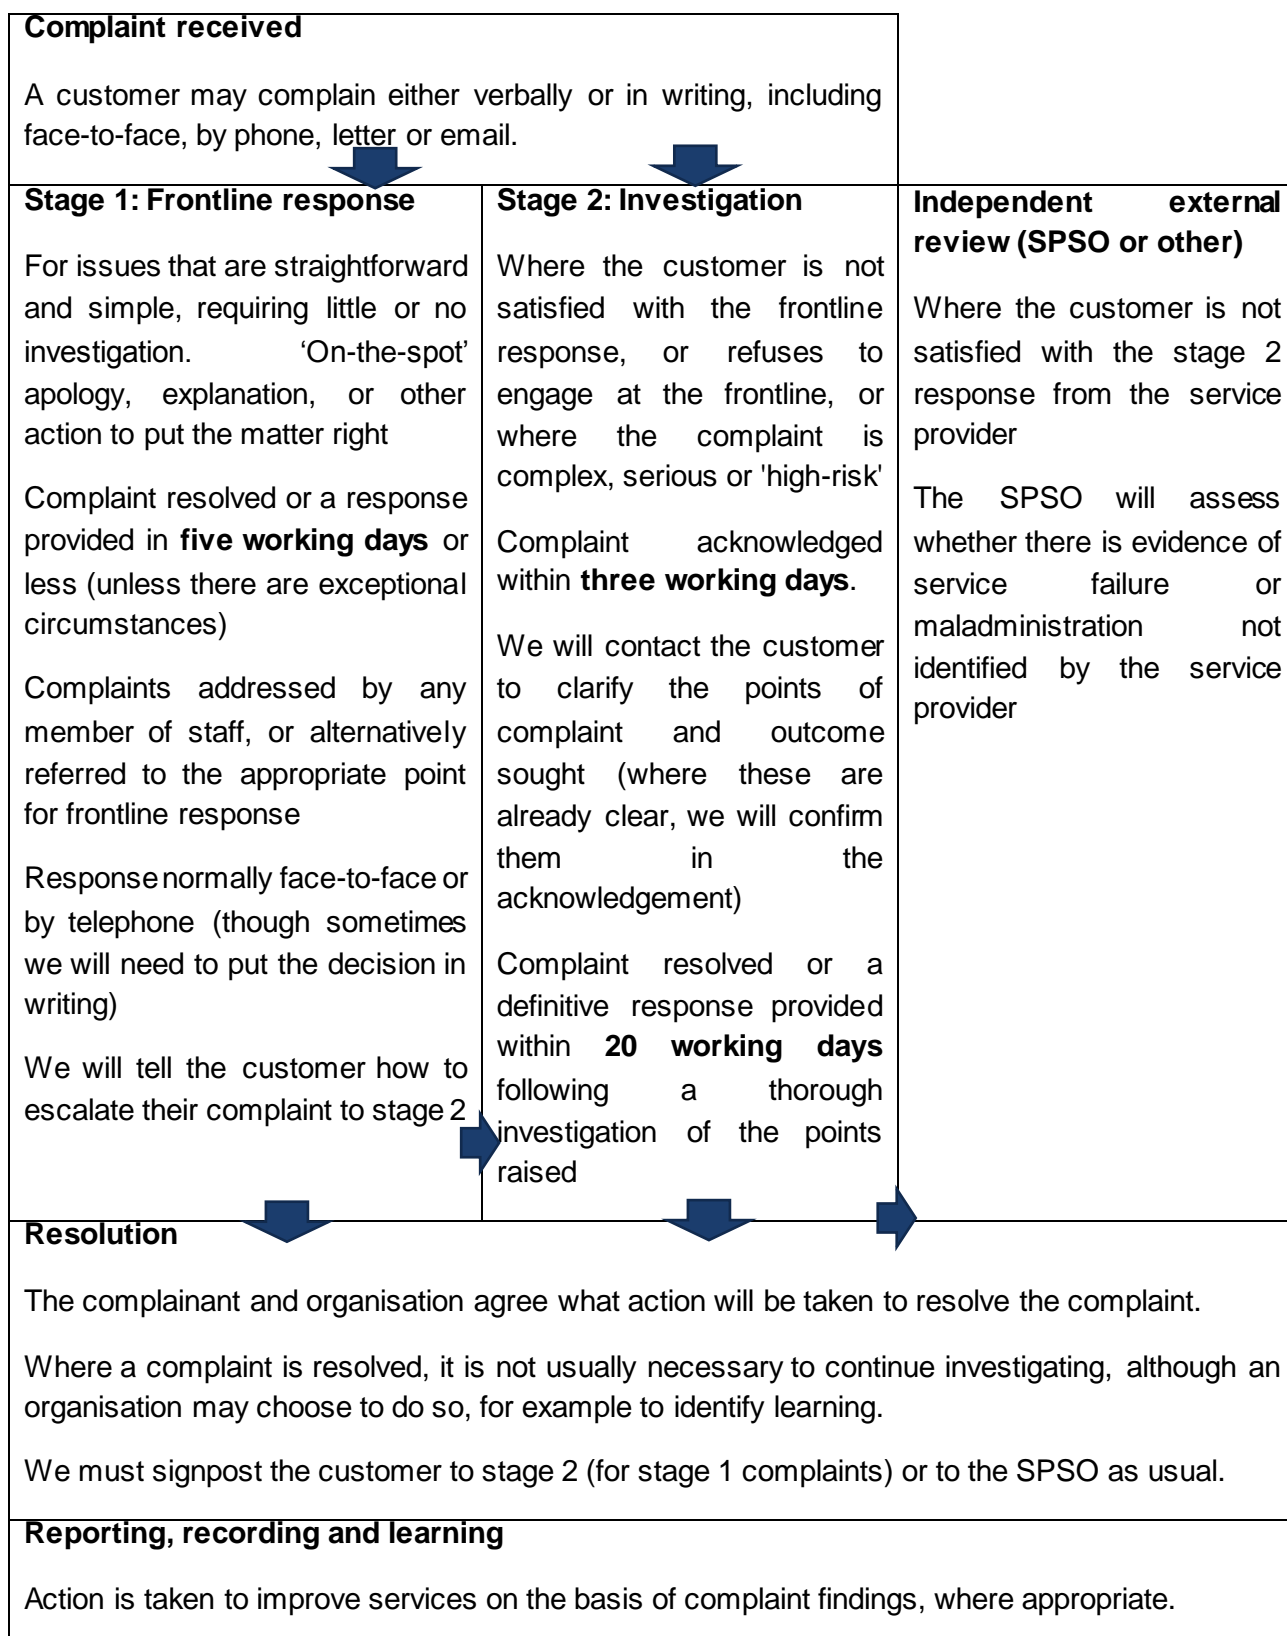 Complaint received
A customer may complain either verbally or in writing, including
face-to-face, by phone, letter or email.
Stage 1: Frontline response
For issues that are straightforward
and simple, requiring little or no
investigation. ‘On-the-spot’
apology, explanation, or other
action to put the matter right
Complaint resolved or a response
provided in five working days or
less (unless there are exceptional
circumstances)
Complaints addressed by any
member of staff, or alternatively
referred to the appropriate point
for frontline response
Response normally face-to-face or
by telephone (though sometimes
we will need to put the decision in
writing)
We will tell the customer how to
escalate their complaint to stage 2
Stage 2: Investigation
Where the customer is not
satisfied with the frontline
response, or refuses to
engage at the frontline, or
where the complaint is
complex, serious or 'high-risk'
Complaint acknowledged
within three working days.
We will contact the customer
to clarify the points of
complaint and outcome
sought (where these are
already clear, we will confirm
them in the
acknowledgement)
Complaint resolved or a
definitive response provided
within 20 working days
following a thorough
investigation of the points
raised
Independent external
review (SPSO or other)
Where the customer is not
satisfied with the stage 2
response from the service
provider
The SPSO will assess
whether there is evidence of
service failure or
maladministration not
identified by the service
provider
Resolution
The complainant and organisation agree what action will be taken to resolve the complaint.
Where a complaint is resolved, it is not usually necessary to continue investigating, although an
organisation may choose to do so, for example to identify learning.
We must signpost the customer to stage 2 (for stage 1 complaints) or to the SPSO as usual.
Reporting, recording and learning
Action is taken to improve services on the basis of complaint findings, where appropriate.